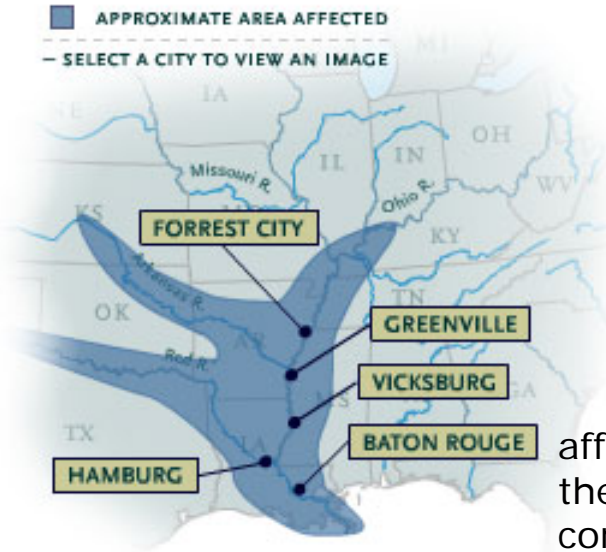 APPROXIMATE AREA AFFECTED
– SELECT A CITY TO VIEW AN IMAGE
MI
IA
NE
OH
IL
IN
Missouri R.
WV
Ohio R.
KS
FORREST CITY
KY
Arkansas R.
TN
OK
GREENVILLE
AR
Red R.
VICKSBURG
MS
GA
TX
BATON ROUGE
LA
HAMBURG
aff
the
con